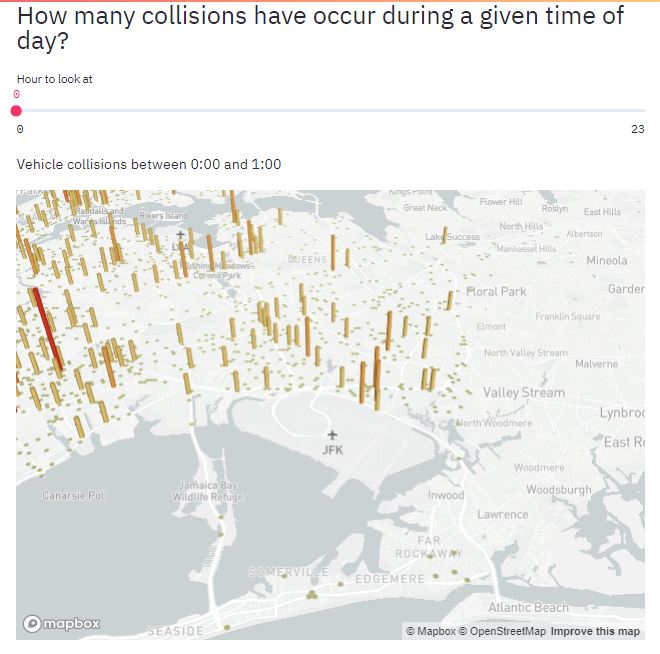 How many collisions have occur during a given time of
day?
Hour to look at
0
0
23
Vehicle collisions between 0:00 and 1:00
Kings Point
Great Neck
Flower Hill
Roslyn
East Hills
Randalls and
Wards Islands
Rikers Island
North Hills
Albertson
Lake Success
Manhasset Hills
QUEENS
Mineola
Flushing Meadows-
Corona Park
Floral Park
Garden
Franklin Square
Elmont
North Valley Stream
Malverne
Valley Stream
Lynbroo
North Woodmere
JFK
East Ro
Woodmere
Canarsie Pol
Jamaica Bay
Wildlife Refuge
Woodsburgh
Inwood
Lawrence
FAR
ROCKAWAY
SOMERVILLE
EDGEMERE
Atlantic Beach
mapbox
SEASIDE
© Mapbox © OpenStreetMap Improve this map